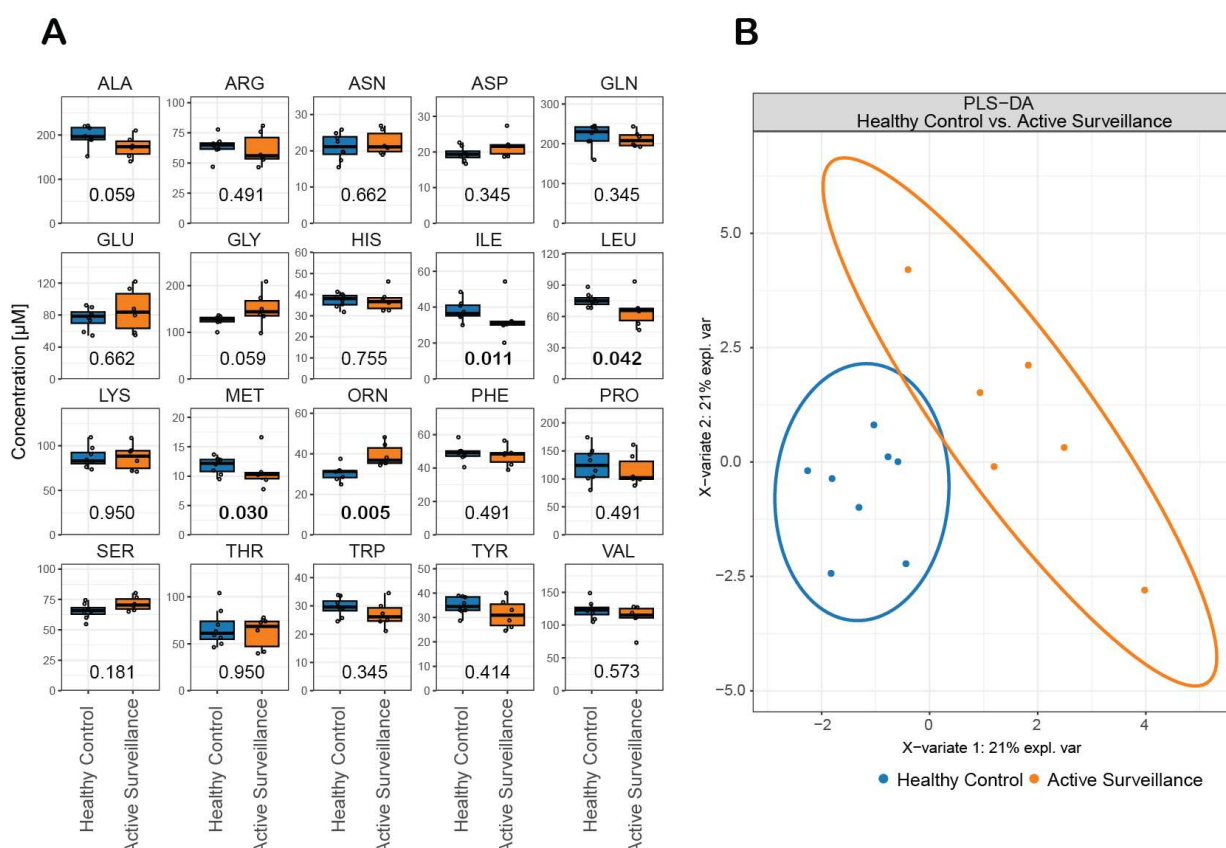 A
B
ALA ARG ASN ASP GLN
200 100 0
100 75 50 25 0
30 20 10 0
30 20 10 0
300 200 100 0
0.059 0.491 0.662 0.345 0.345
GLU GLY HIS ILE LEU
120 80 40 0
200 100 0
60 50 40 30 20 10 0
60 40 20 0
120 90 60 30 0
0.662 0.059 0.755 0.011 0.042
LYS MET ORN PHE PRO
100 50 0
20 15 10 5 0
60 40 20 0
60 40 20 0
150 100 50 0
0.950 0.030 0.005 0.491 0.491
SER THR TRP TYR VAL
100 75 50 25 0
100 50 0
40 30 20 10 0
50 40 30 20 10 0
150 100 50 0
0.181 0.950 0.345 0.414 0.573
Concentration [µM]
Healthy Control Active Surveillance Healthy Control Active Surveillance Healthy Control Active Surveillance Healthy Control Active Surveillance Healthy Control Active Surveillance
PLS−DA
Healthy Control vs. Active Surveillance
X−variate 2: 21% expl. var
5.0
2.5
0.0
−2.5
−5.0
−2 0 2 4
X−variate 1: 21% expl. var
Healthy Control Active Surveillance